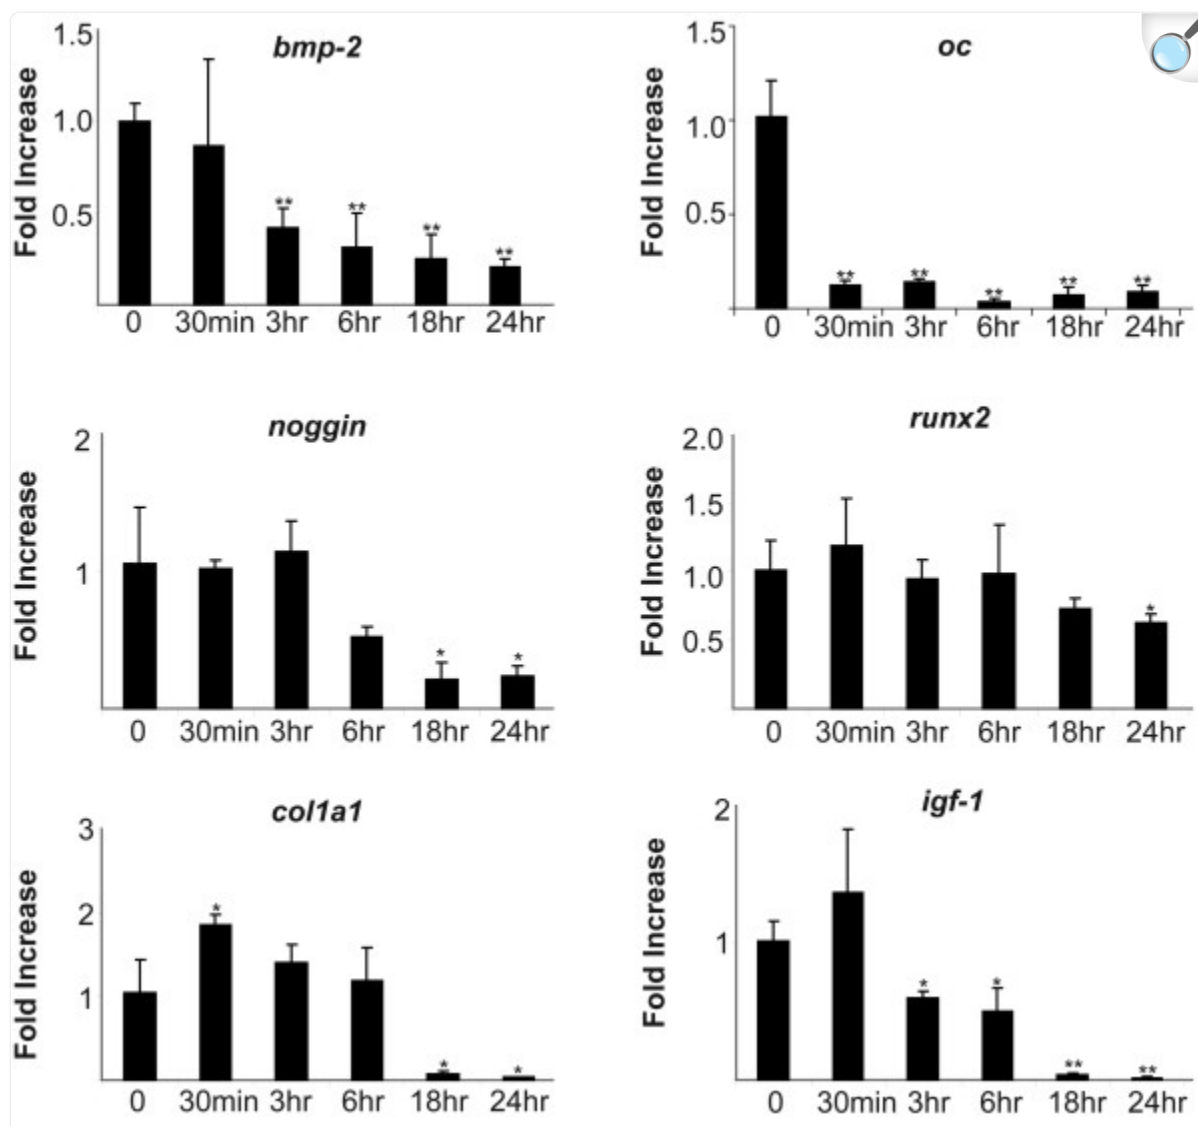 bmp-2
Fold Increase
1.5
1.0
0.5
** ** ** **
0 30min 3hr 6hr 18hr 24hr
oc
Fold Increase
1.5
1.0
0.5
** ** ** ** **
0 30min 3hr 6hr 18hr 24hr
noggin
Fold Increase
2
1
* *
0 30min 3hr 6hr 18hr 24hr
runx2
Fold Increase
2.0
1.5
1.0
0.5
*
0 30min 3hr 6hr 18hr 24hr
col1a1
Fold Increase
3
2
1
* * *
0 30min 3hr 6hr 18hr 24hr
igf-1
Fold Increase
2
1
* * ** **
0 30min 3hr 6hr 18hr 24hr